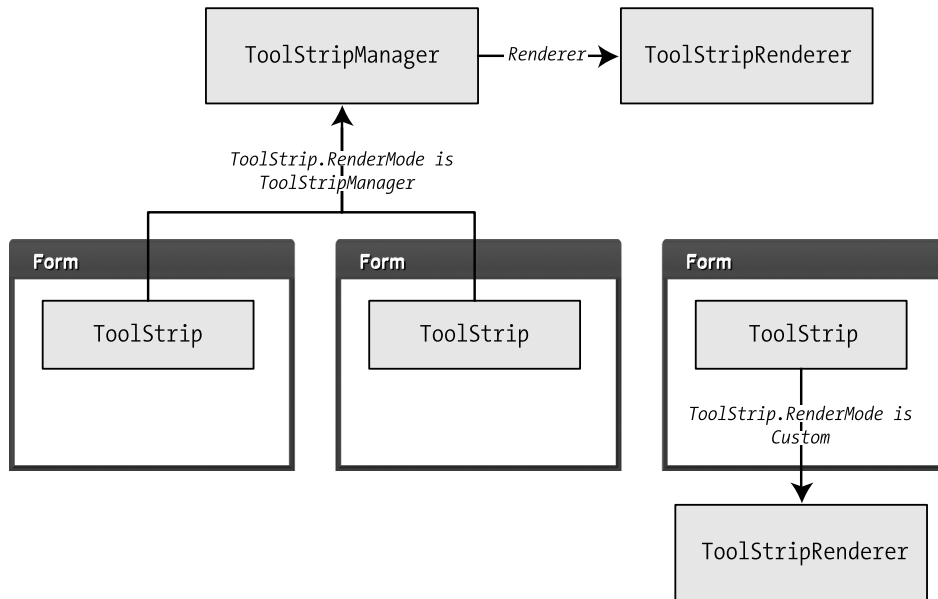 ToolStripManager
Renderer
ToolStripRenderer
ToolStrip.RenderMode is
ToolStripManager
Form
Form
Form
ToolStrip
ToolStrip
ToolStrip
ToolStrip.RenderMode is
Custom
ToolStripRenderer